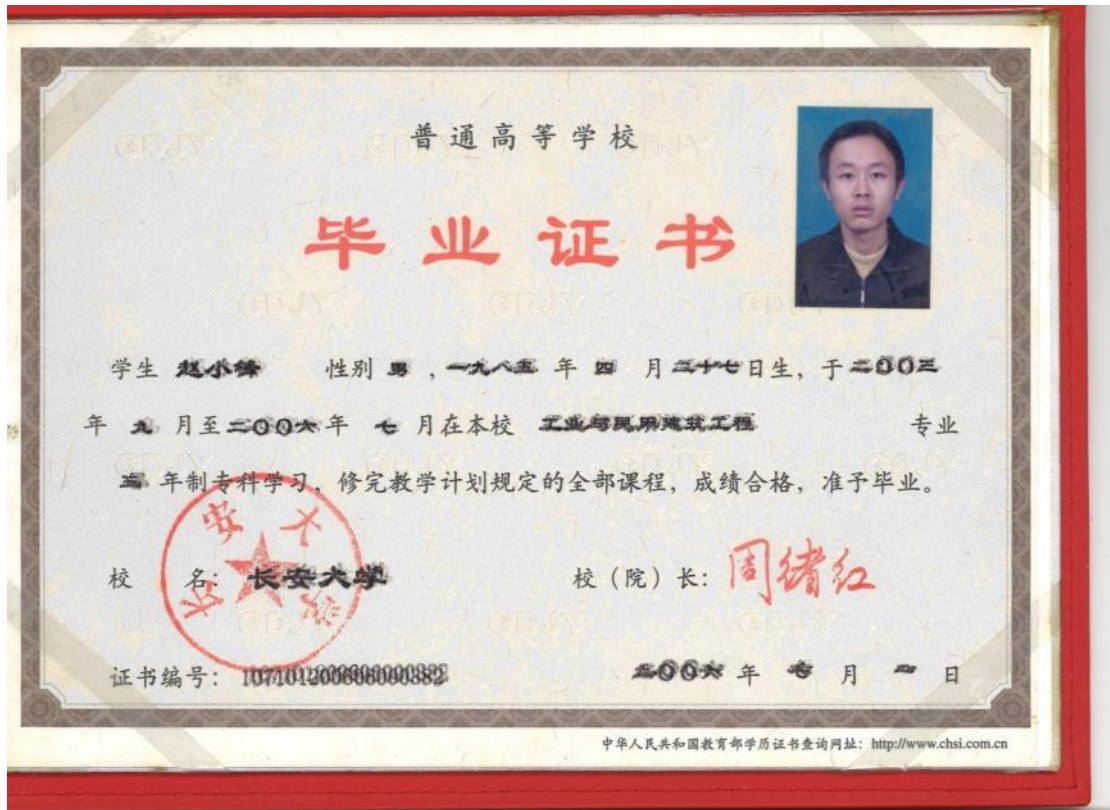 普通高等学校
毕业证书
学生 赵小锋 性别 男 ,一九八五 年 四 月 二十七日生, 于 二〇〇三
年 九 月至 二〇〇六 年 七 月在本校 工业与民用建筑工程 专业
三 年制专科学习, 修完教学计划规定的全部课程, 成绩合格, 准予毕业。
校 名: 长安大学 校（院）长: 周绪红
证书编号: 107101200606000382
二〇〇六 年 七 月 一 日
中华人民共和国教育部学历证书查询网址: http://www.chsi.com.cn